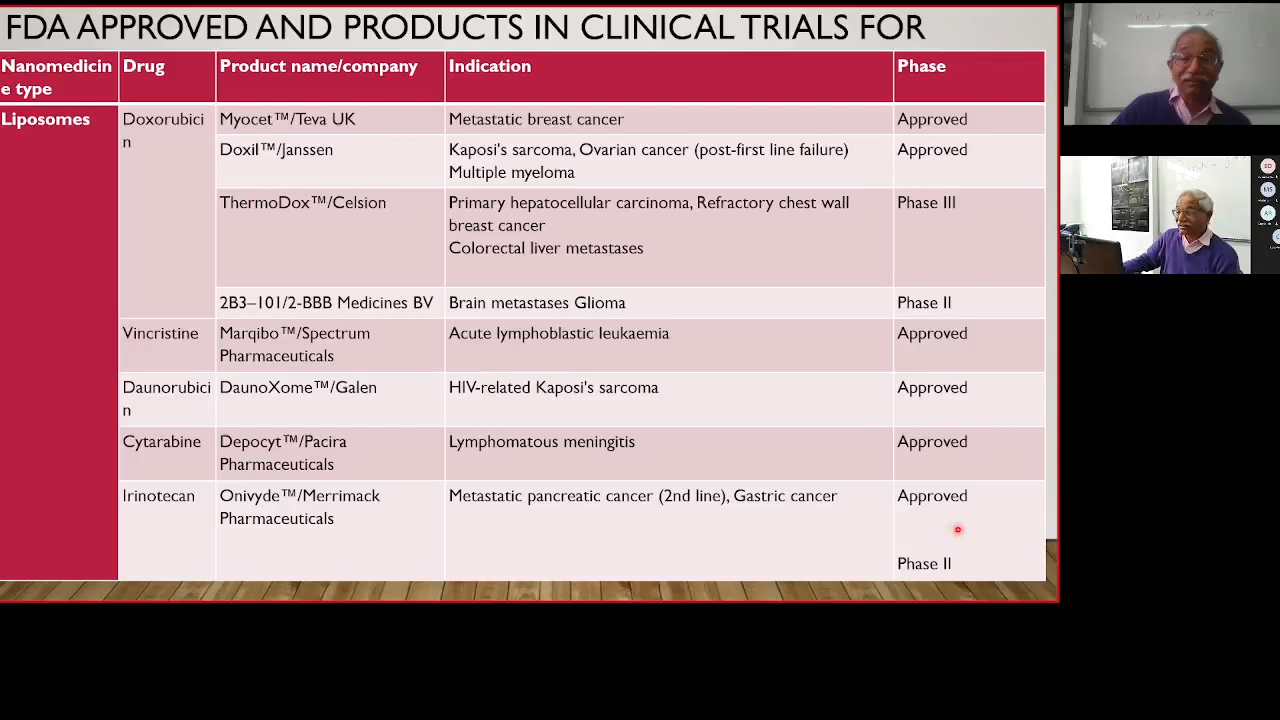 FDA APPROVED AND PRODUCTS IN CLINICAL TRIALS FOR
Nanomedicin
e type
Drug
Product name/company
Indication
Phase
Liposomes
Doxorubici
n
Myocet™/Teva UK
Metastatic breast cancer
Approved
Doxil™/Janssen
Kaposi's sarcoma, Ovarian cancer (post-first line failure)
Multiple myeloma
Approved
ThermoDox™/Celsion
Primary hepatocellular carcinoma, Refractory chest wall
breast cancer
Colorectal liver metastases
Phase III
2B3–101/2-BBB Medicines BV
Brain metastases Glioma
Phase II
Vincristine
Marqibo™/Spectrum
Pharmaceuticals
Acute lymphoblastic leukaemia
Approved
Daunorubici
n
DaunoXome™/Galen
HIV-related Kaposi's sarcoma
Approved
Cytarabine
Depocyt™/Pacira
Pharmaceuticals
Lymphomatous meningitis
Approved
Irinotecan
Onivyde™/Merrimack
Pharmaceuticals
Metastatic pancreatic cancer (2nd line), Gastric cancer
Approved
Phase II
MS
AR